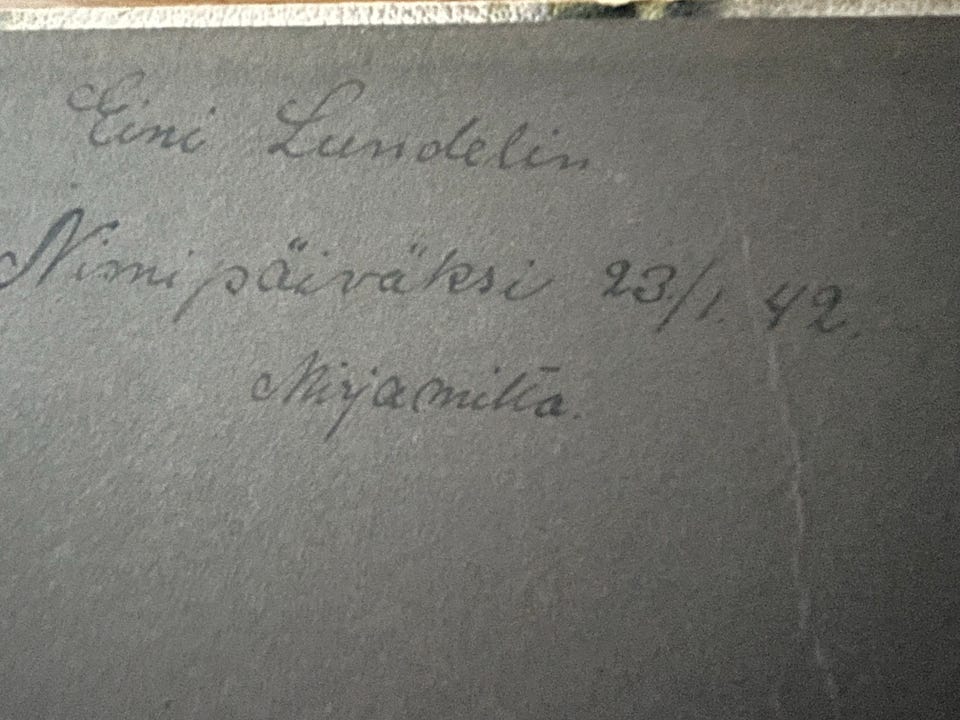 Eini Lundelin
Nimipäiväksi 23/1. 42.
Mirjamilta.